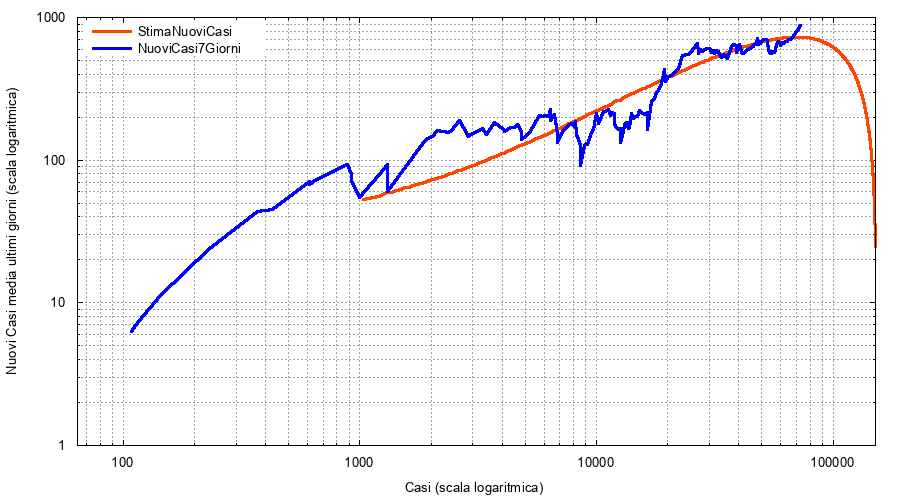 1000
StimaNuoviCasi
NuoviCasi7Giorni
100
10
1
100
1000
10000
100000
Nuovi Casi media ultimi giorni (scala logaritmica)
Casi (scala logaritmica)